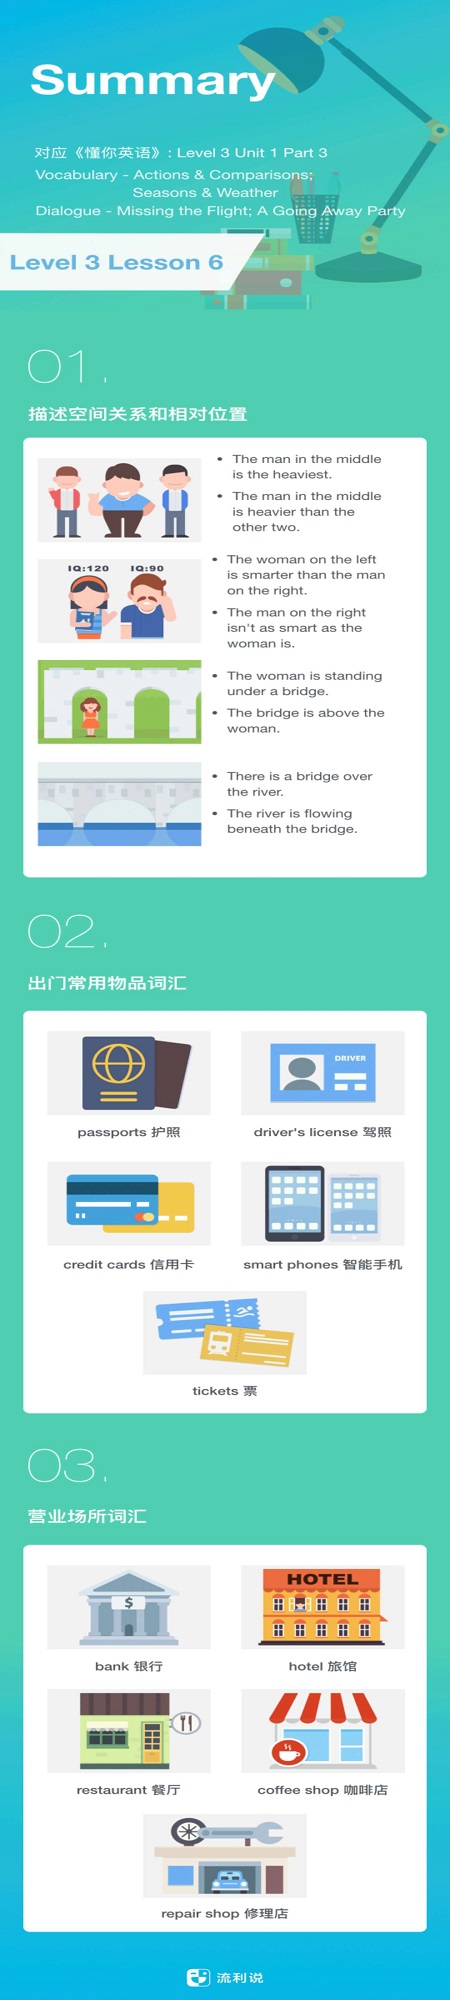 Summary
对应《懂你英语》: Level 3 Unit 1 Part 3
Vocabulary - Actions & Comparisons;
Seasons & Weather
Dialogue - Missing the Flight; A Going Away Party
Level 3 Lesson 6
01.
描述空间关系和相对位置
• The man in the middle
is the heaviest.
• The man in the middle
is heavier than the
other two.
IQ:120 IQ:90
• The woman on the left
is smarter than the man
on the right.
• The man on the right
isn't as smart as the
woman is.
• The woman is standing
under a bridge.
• The bridge is above the
woman.
• There is a bridge over
the river.
• The river is flowing
beneath the bridge.
02.
出门常用物品词汇
DRIVER
passports 护照
driver's license 驾照
credit cards 信用卡
smart phones 智能手机
tickets 票
03.
营业场所词汇
$
HOTEL
bank 银行
hotel 旅馆
restaurant 餐厅
coffee shop 咖啡店
repair shop 修理店
流利说